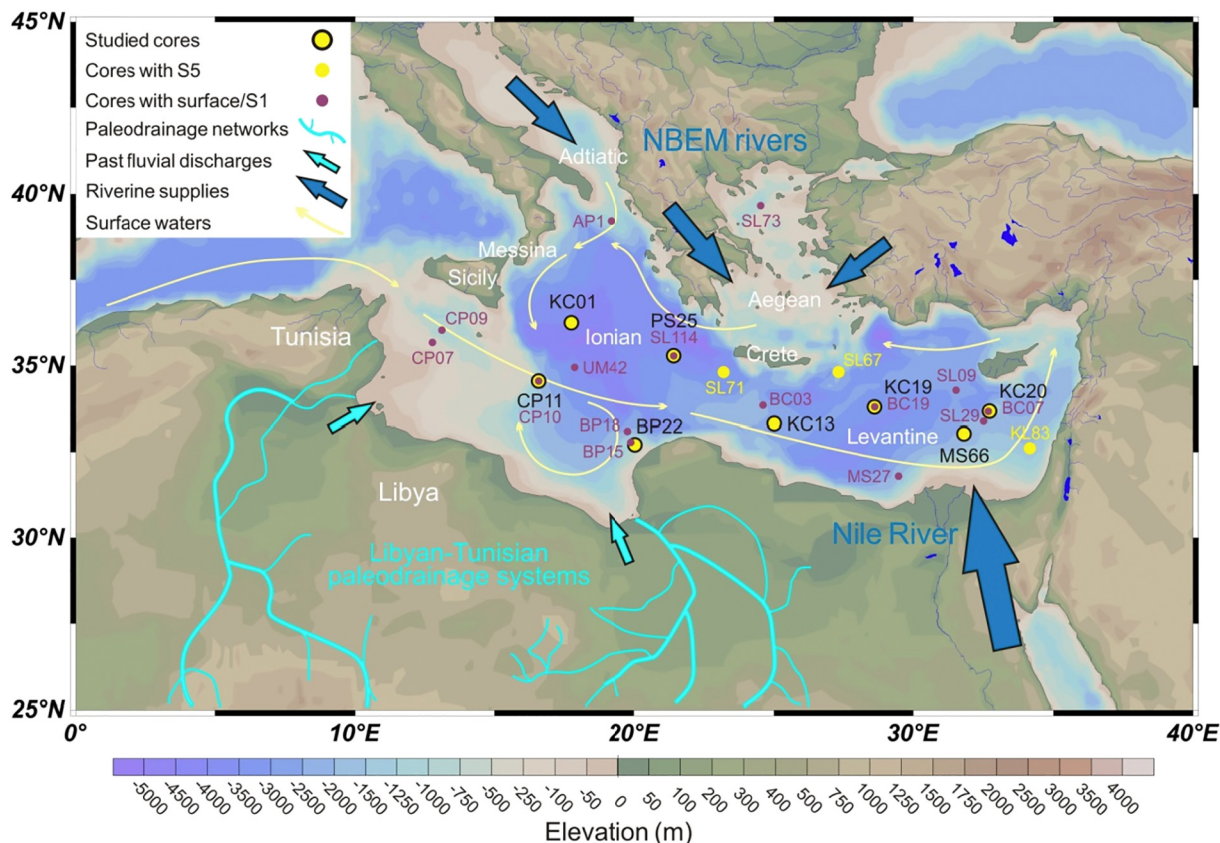 45°N
40°N
35°N
30°N
25°N
Studied cores
Cores with S5
Cores with surface/S1
Paleodrainage networks
Past fluvial discharges
Riverine supplies
Surface waters
NBEM rivers
Adtiatic
AP1
SL73
Messina
Sicily
Aegean
KC01
Ionian
PS25
SL114
CP09
Tunisia
CP07
Crete
SL67
UM42
SL71
CP11
CP10
BC03
KC19
BC19
SL09
KC20
BC07
SL29
BP18
BP22
KC13
Levantine
KL83
BP15
MS66
MS27
Libya
Nile River
Libyan-Tunisian
paleodrainage systems
0°
10°E
20°E
30°E
40°E
-5000
-4500
-4000
-3500
-3000
-2500
-2000
-1750
-1500
-1250
-1000
-750
-500
-250
-100
-50
0
50
100
200
300
400
500
750
1000
1250
1500
1750
2000
2500
3000
3500
4000
Elevation (m)